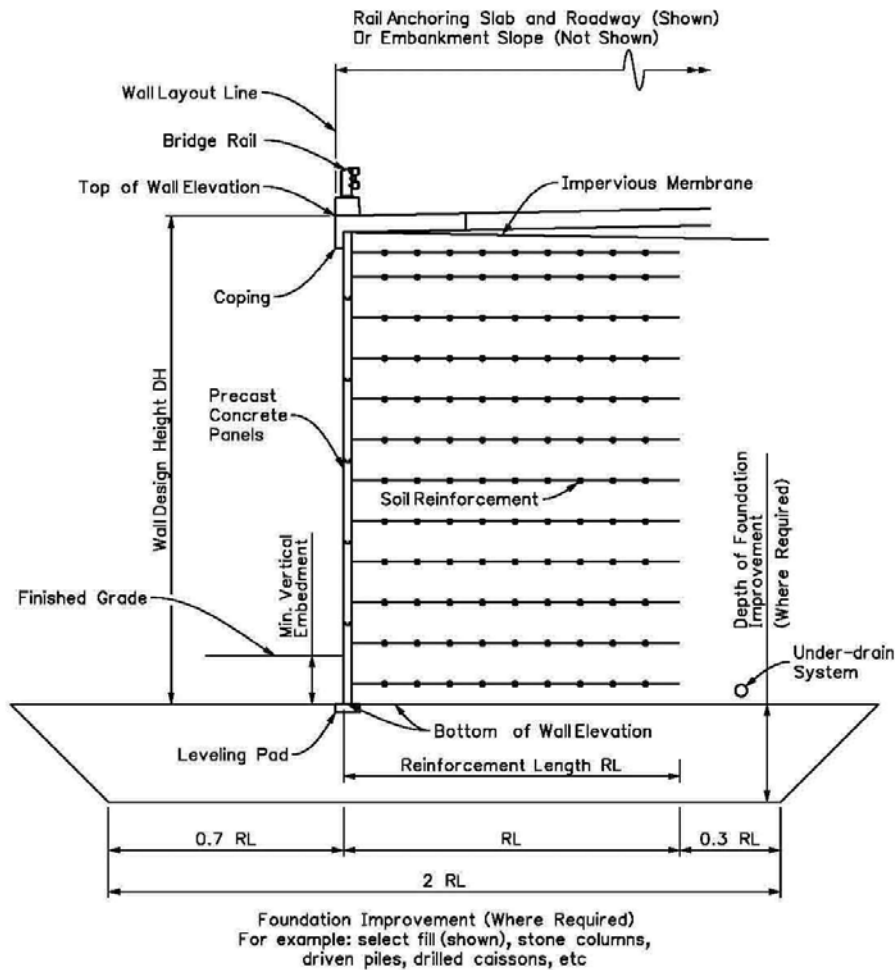 Rail Anchoring Slab and Roadway (Shown)
Or Embankment Slope (Not Shown)
Wall Layout Line
Bridge Rail
Top of Wall Elevation
Impervious Membrane
Coping
Wall Design Height DH
Precast
Concrete
Panels
Soil Reinforcement
Depth of Foundation
Improvement
(Where Required)
Min. Vertical
Embedment
Finished Grade
Under-drain
System
Bottom of Wall Elevation
Leveling Pad
Reinforcement Length RL
0.7 RL
RL
0.3 RL
2 RL
Foundation Improvement (Where Required)
For example: select fill (shown), stone columns,
driven piles, drilled caissons, etc